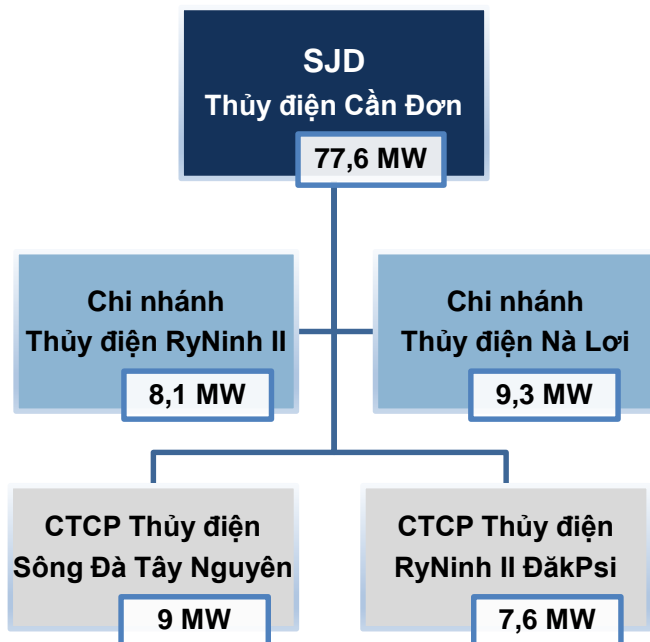 SJD
Thủy điện Cần Đơn
77,6 MW
Chi nhánh
Thủy điện RyNinh II
8,1 MW
Chi nhánh
Thủy điện Nà Lơi
9,3 MW
CTCP Thủy điện
Sông Đà Tây Nguyên
9 MW
CTCP Thủy điện
RyNinh II ĐăkPsi
7,6 MW